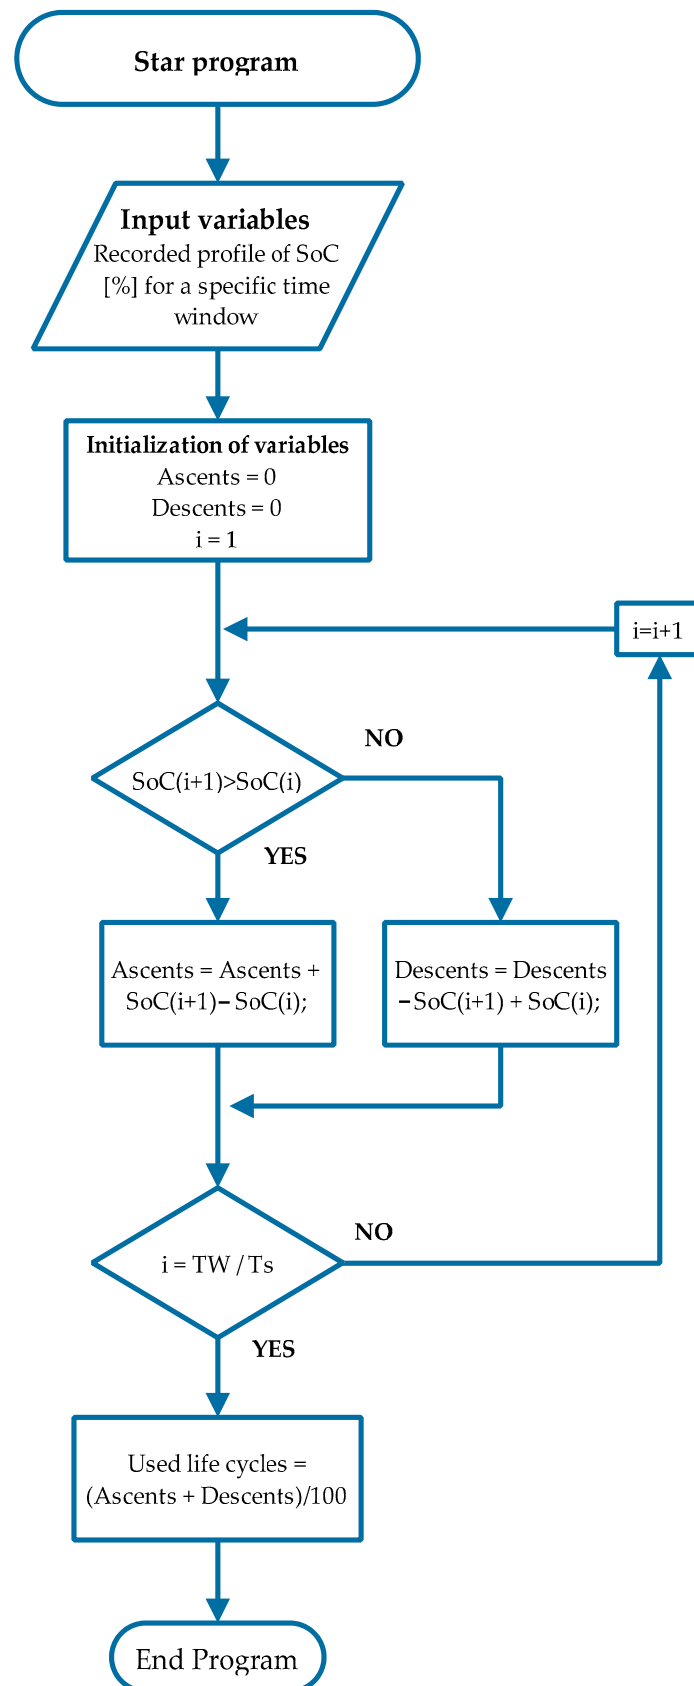 Star program
Input variables
Recorded profile of SoC
[%] for a specific time
window
Initialization of variables
Ascents = 0
Descents = 0
i = 1
i=i+1
NO
SoC(i+1)>SoC(i)
YES
Ascents = Ascents +
SoC(i+1)−SoC(i);
Descents = Descents
−SoC(i+1) + SoC(i);
NO
i = TW / Ts
YES
Used life cycles =
(Ascents + Descents)/100
End Program